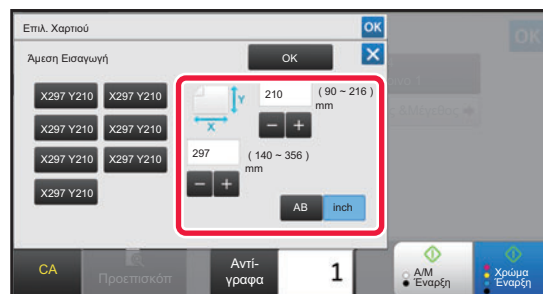 Επιλ. Χαρτιού
OK
OK
Άμεση Εισαγωγή
OK
X297 Y210 X297 Y210
X297 Y210 X297 Y210
X297 Y210 X297 Y210
X297 Y210
Y
X
210
( 90 ~ 216 )
mm
297
( 140 ~ 356 )
mm
AB inch
CA
Προεπισκόπ
Αντί-
γραφα
1
Α/Μ
Έναρξη
Χρώμα
Έναρξη